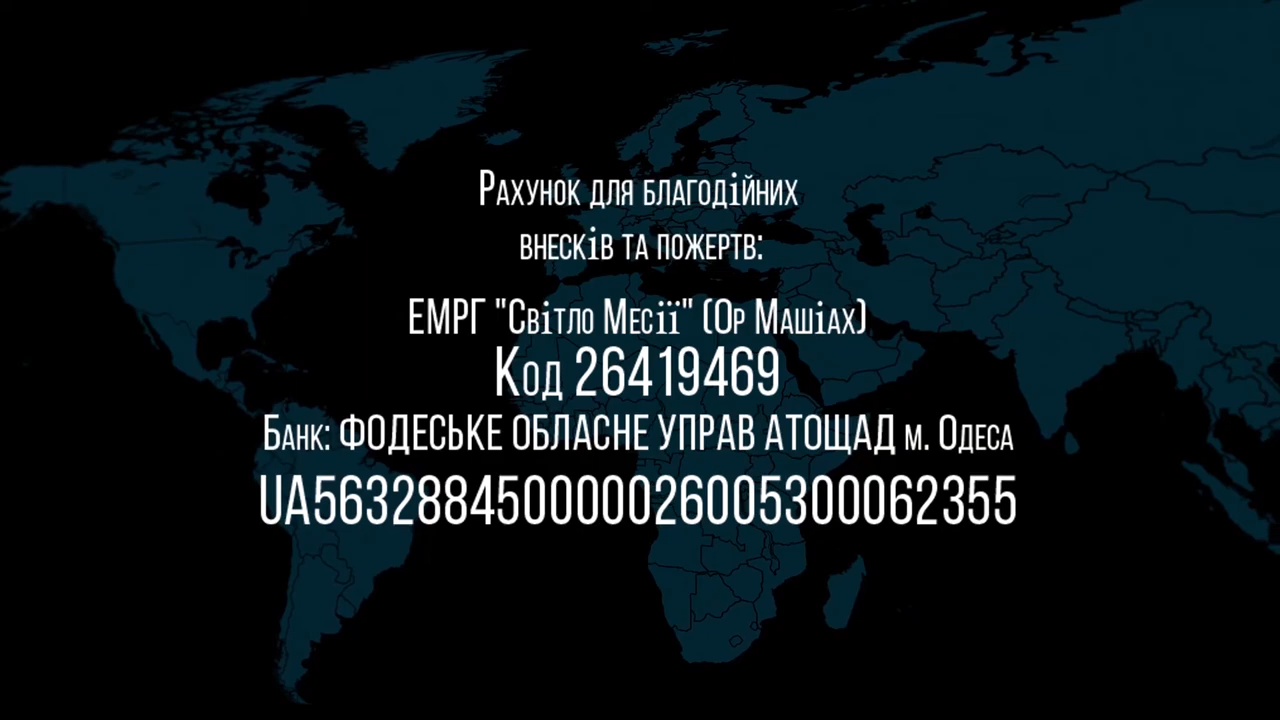 Рахунок для благодійних
внесків та пожертв:
ЕМРГ "Світло Месії" (Ор Машіах)
Код 26419469
Банк: ФОДЕСЬКЕ ОБЛАСНЕ УПРАВ АТОЩАД м. Одеса
UA563288450000026005300062355